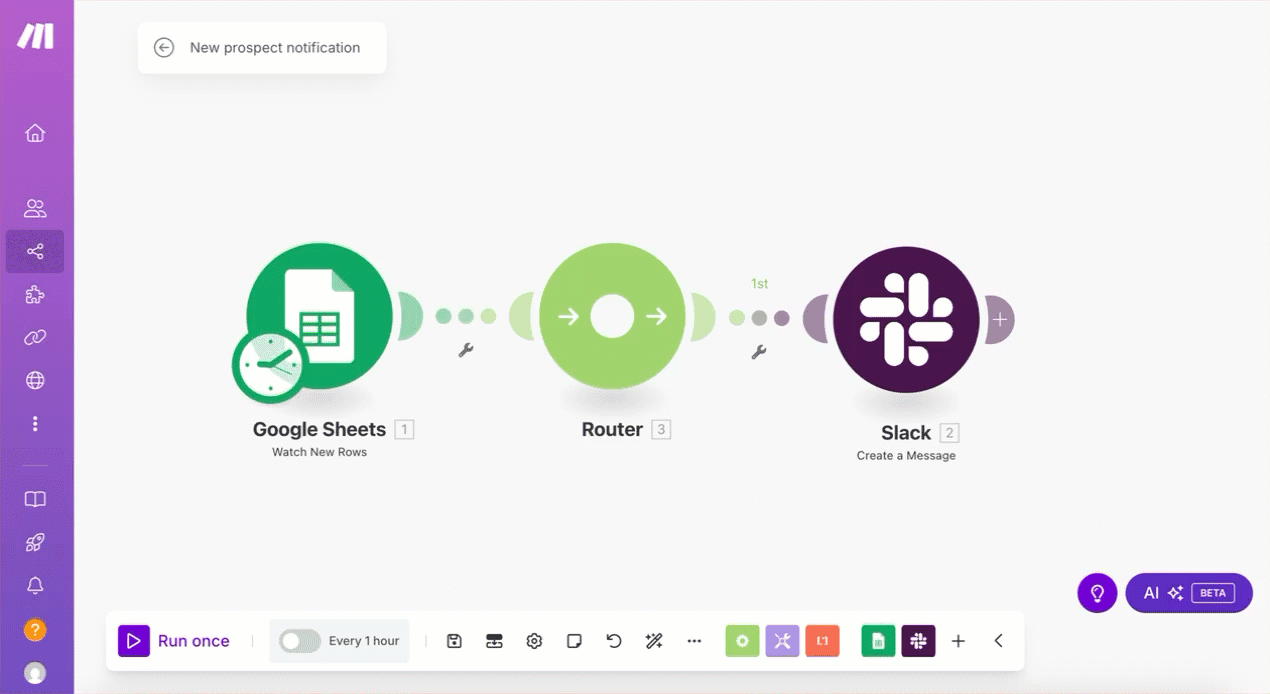 New prospect notification
1st
Google Sheets 1
Watch New Rows
Router 3
Slack 2
Create a Message
AI BETA
Run once
Every 1 hour
?